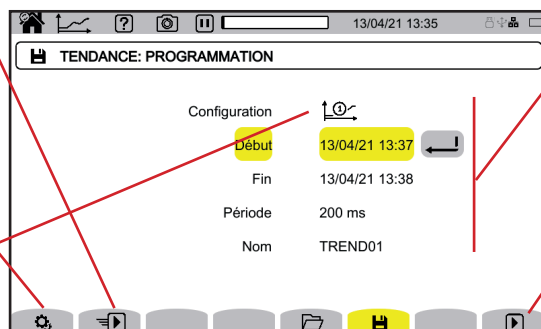 13/04/21 13:35
TENDANCE: PROGRAMMATION
Configuration 1
Début 13/04/21 13:37
Fin 13/04/21 13:38
Période 200 ms
Nom TREND01